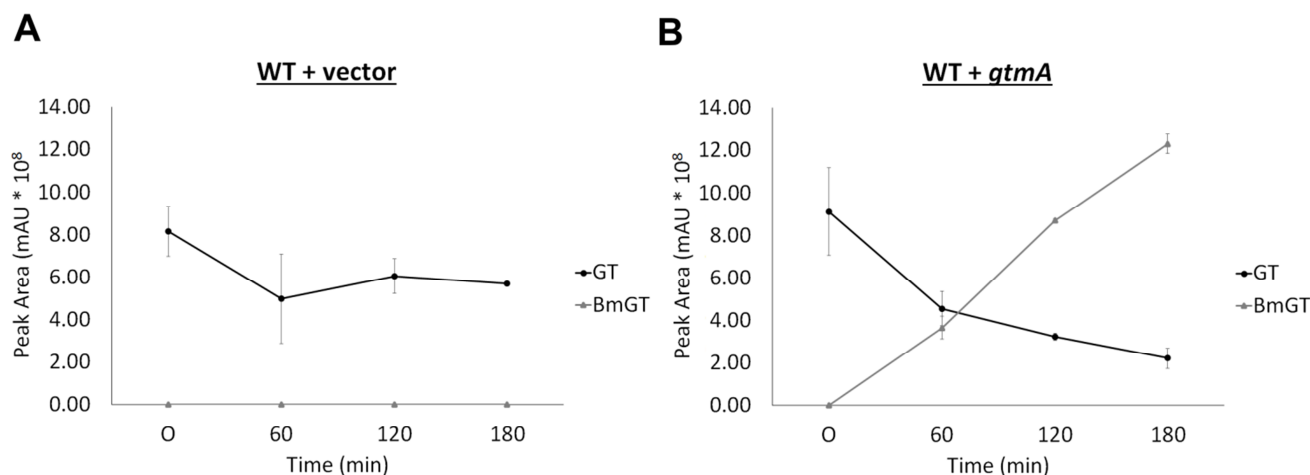 A
WT + vector
14.00
12.00
10.00
8.00
6.00
4.00
2.00
0.00
Peak Area (mAU * 10⁸
O 60 120 180
Time (min)
GT
BmGT
B
WT + gtmA
14.00
12.00
10.00
8.00
6.00
4.00
2.00
0.00
Peak Area (mAU * 10⁸
O 60 120 180
Time (min)
GT
BmGT